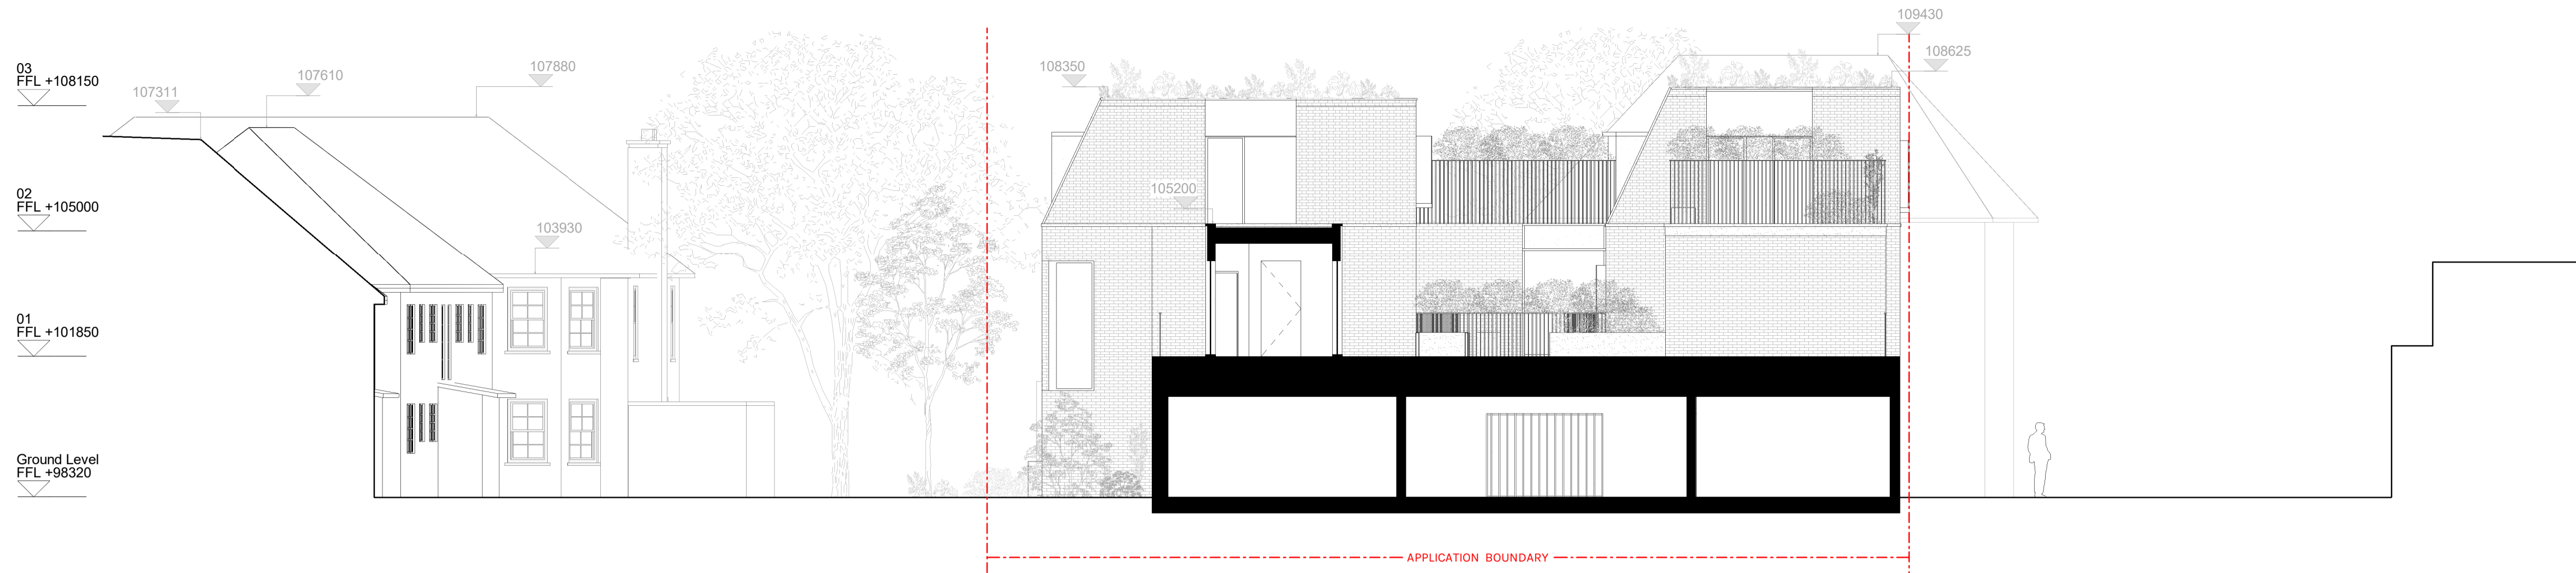 109430
108625
03
FFL +108150
107311
107610
107880
108350
02
FFL +105000
105200
103930
01
FFL +101850
Ground Level
FFL +98320
APPLICATION BOUNDARY